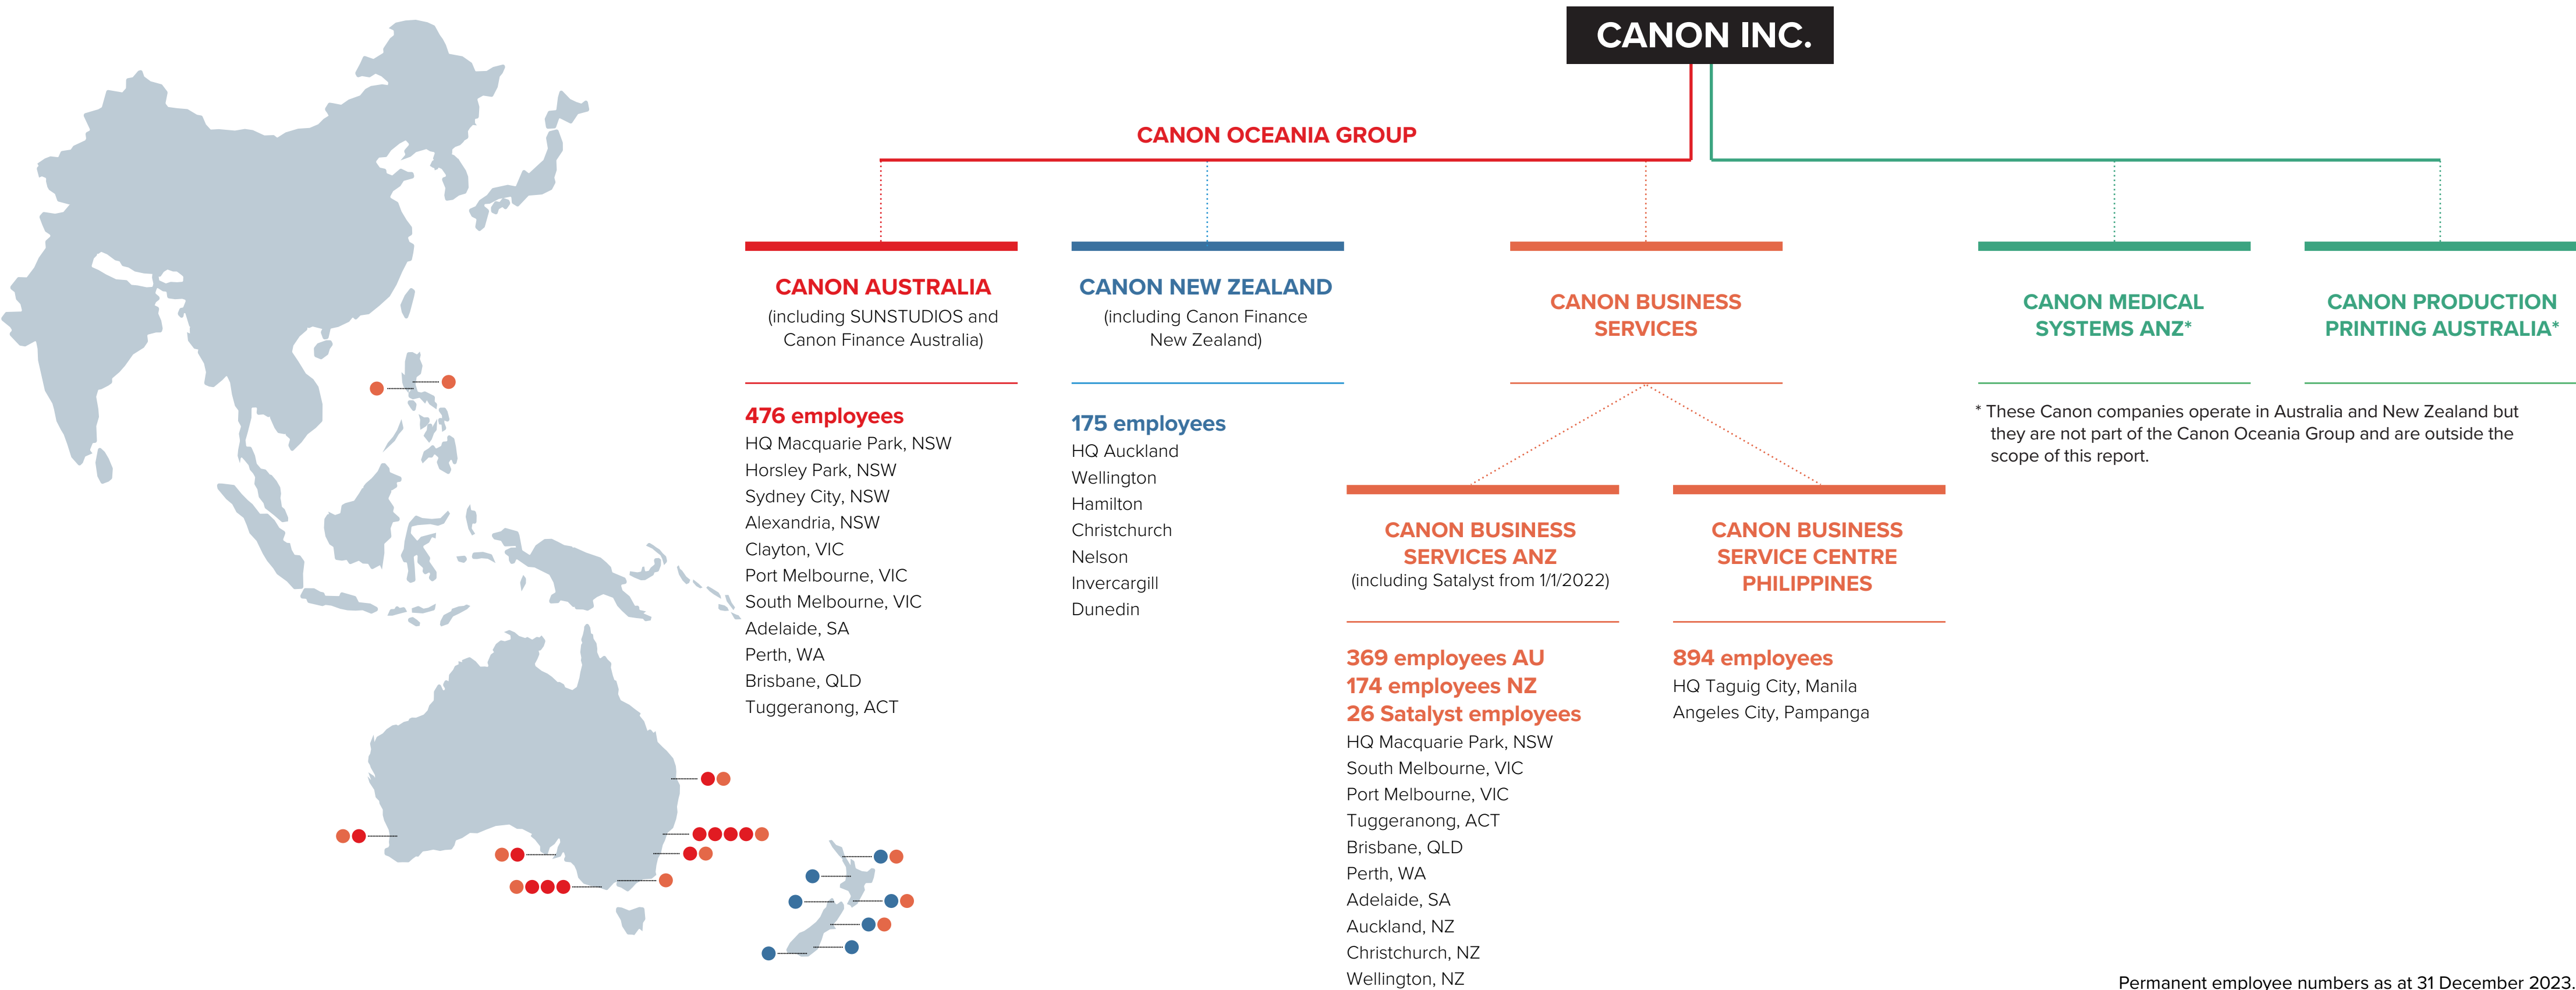 CANON INC.
CANON OCEANIA GROUP
CANON AUSTRALIA
(including SUNSTUDIOS and
Canon Finance Australia)
476 employees
HQ Macquarie Park, NSW
Horsley Park, NSW
Sydney City, NSW
Alexandria, NSW
Clayton, VIC
Port Melbourne, VIC
South Melbourne, VIC
Adelaide, SA
Perth, WA
Brisbane, QLD
Tuggeranong, ACT
CANON NEW ZEALAND
(including Canon Finance
New Zealand)
175 employees
HQ Auckland
Wellington
Hamilton
Christchurch
Nelson
Invercargill
Dunedin
CANON BUSINESS
SERVICES
CANON BUSINESS
SERVICES ANZ
(including Satalyst from 1/1/2022)
369 employees AU
174 employees NZ
26 Satalyst employees
HQ Macquarie Park, NSW
South Melbourne, VIC
Port Melbourne, VIC
Tuggeranong, ACT
Brisbane, QLD
Perth, WA
Adelaide, SA
Auckland, NZ
Christchurch, NZ
Wellington, NZ
CANON BUSINESS
SERVICE CENTRE
PHILIPPINES
894 employees
HQ Taguig City, Manila
Angeles City, Pampanga
CANON MEDICAL
SYSTEMS ANZ*
CANON PRODUCTION
PRINTING AUSTRALIA*
* These Canon companies operate in Australia and New Zealand but
they are not part of the Canon Oceania Group and are outside the
scope of this report.
Permanent employee numbers as at 31 December 2023.